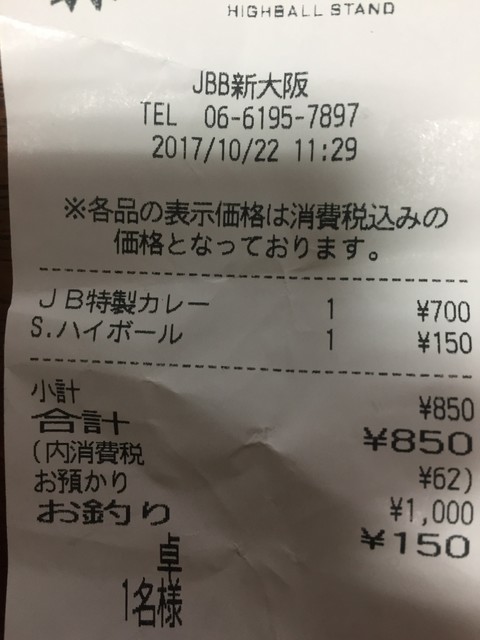 HIGHBALL STAND
JBB新大阪
TEL 06-6195-7897
2017/10/22 11:29
※各品の表示価格は消費税込みの
価格となっております。
JB特製カレー 1 ¥700
S.ハイボール 1 ¥150
小計 ¥850
合計 ¥850
(内消費税 ¥62)
お預かり ¥1,000
お釣り ¥150
卓
1名様